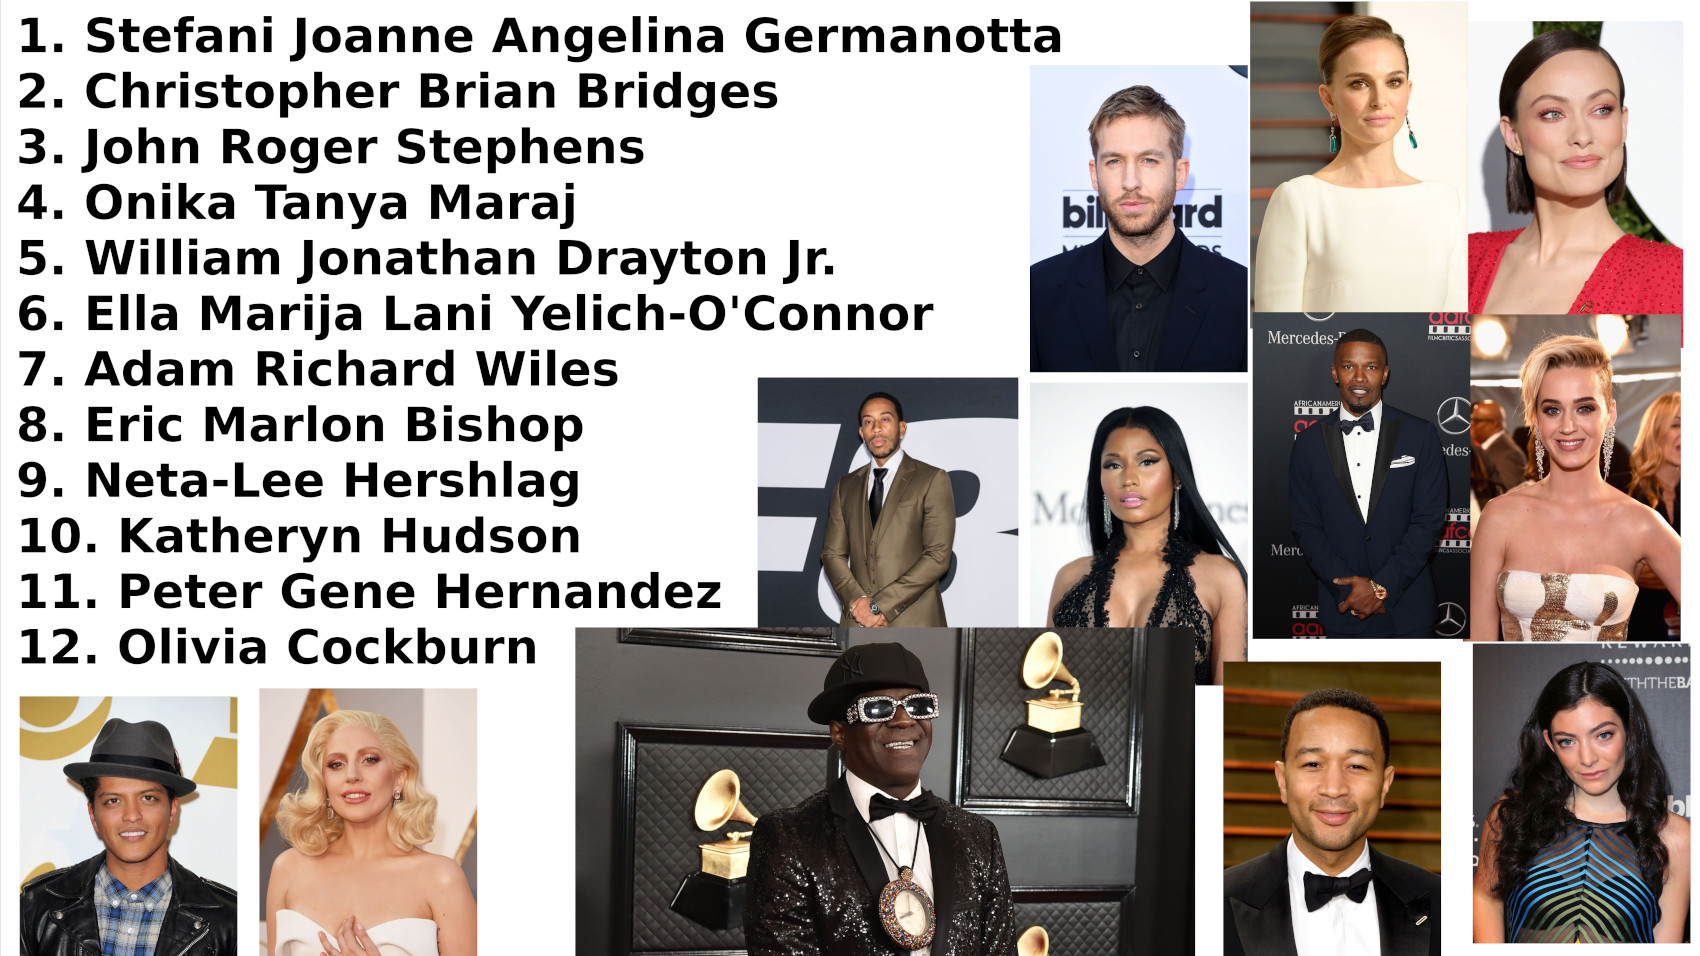 1. Stefani Joanne Angelina Germanotta
2. Christopher Brian Bridges
3. John Roger Stephens
4. Onika Tanya Maraj
5. William Jonathan Drayton Jr.
6. Ella Marija Lani Yelich-O'Connor
7. Adam Richard Wiles
8. Eric Marlon Bishop
9. Neta-Lee Hershlag
10. Katheryn Hudson
11. Peter Gene Hernandez
12. Olivia Cockburn